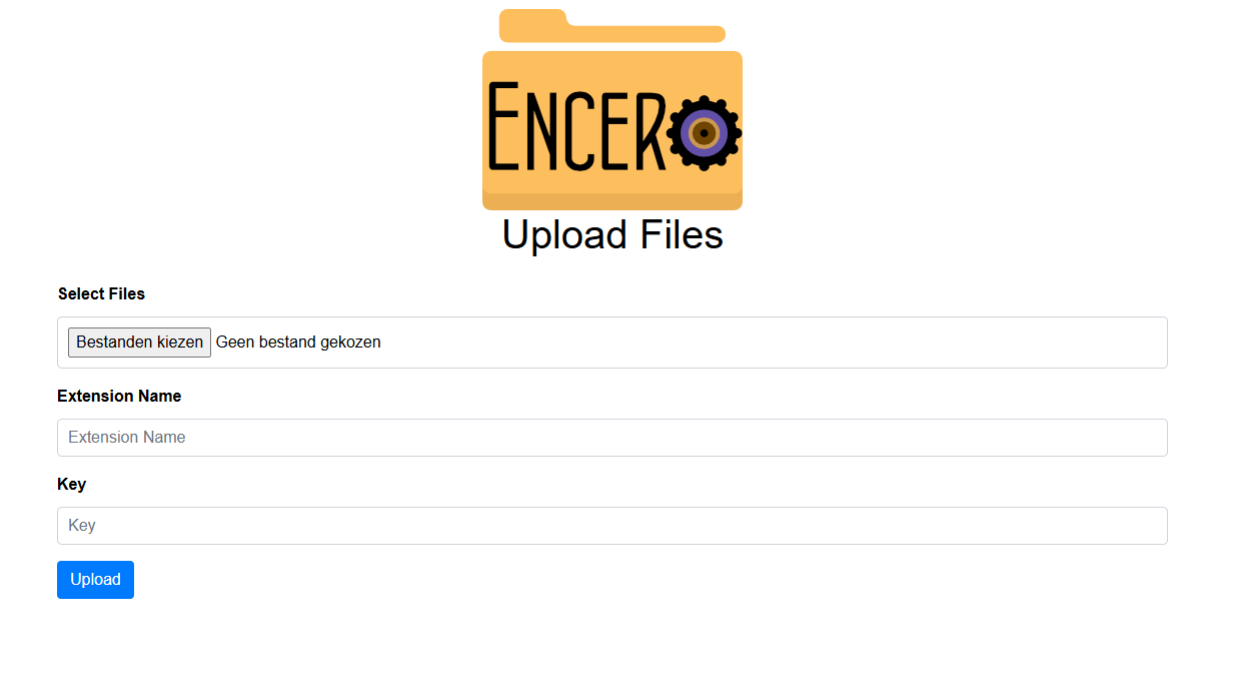 ENCERO
Upload Files
Select Files
Bestanden kiezen Geen bestand gekozen
Extension Name
Extension Name
Key
Key
Upload